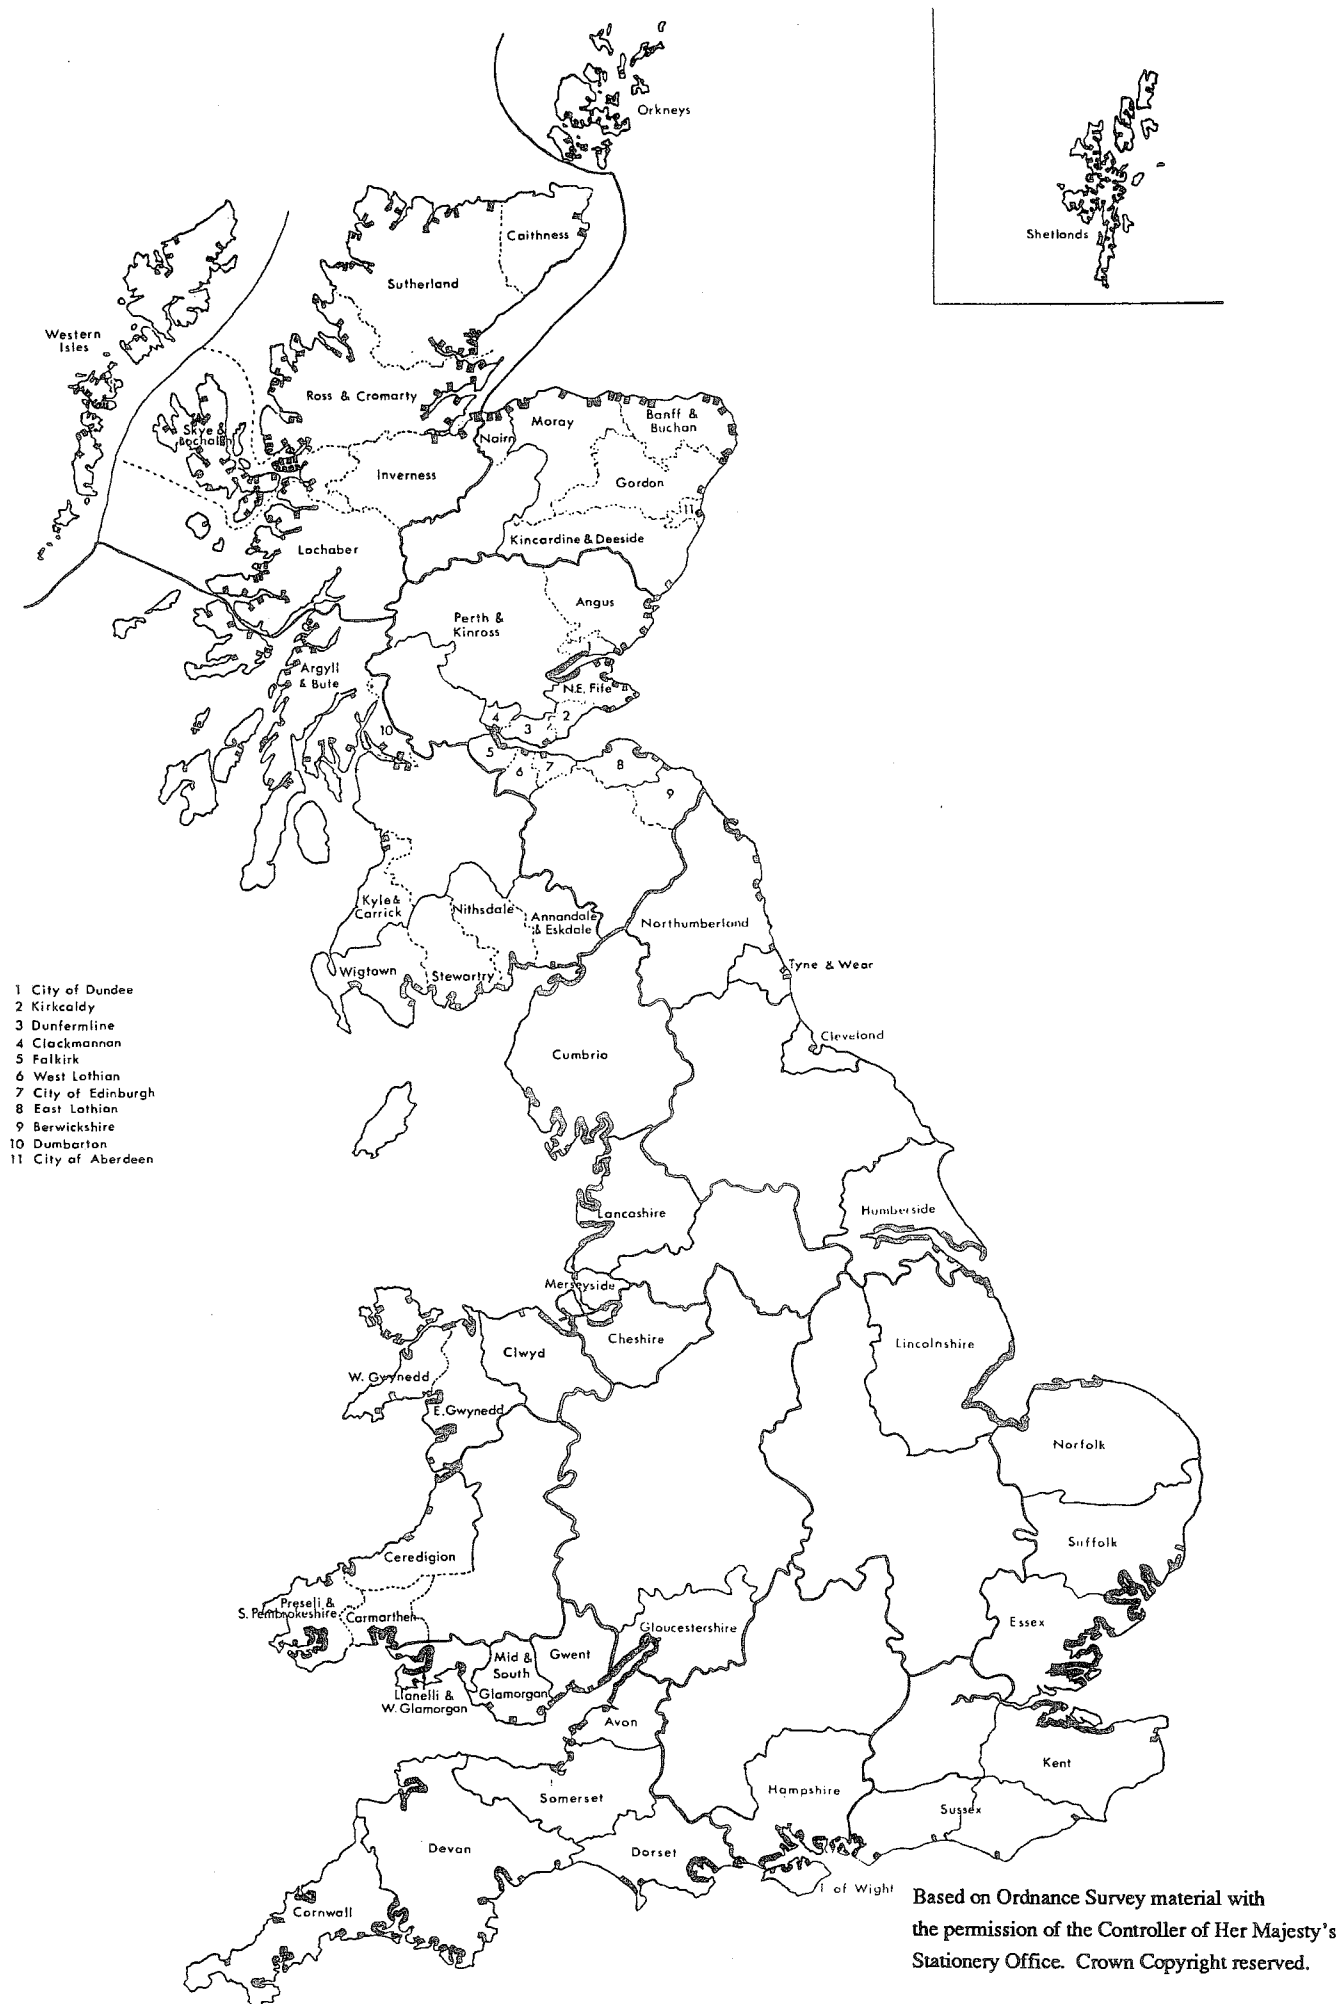 Orkneys
Shetlands
Caithness
Sutherland
Western
Isles
Ross & Cromarty
Skye &
Lochalsh
Nairn
Moray
Banff &
Buchan
Inverness
Gordon
11
Kincardine & Deeside
Lochaber
Perth &
Kinross
Angus
Argyll
& Bute
N.E. Fife
4
3
2
10
5
6
7
8
9
Kyle &
Carrick
Nithsdale
Annandale
& Eskdale
Northumberland
Wigtown
Stewartry
Tyne & Wear
1 City of Dundee
2 Kirkcaldy
3 Dunfermline
4 Clackmannan
5 Falkirk
6 West Lothian
7 City of Edinburgh
8 East Lothian
9 Berwickshire
10 Dumbarton
11 City of Aberdeen
Cleveland
Cumbria
Lancashire
Humberside
Merseyside
Cheshire
Clwyd
Lincolnshire
W. Gwynedd
E. Gwynedd
Norfolk
Suffolk
Ceredigion
Preseli &
S. Pembrokeshire
Carmarthen
Essex
Gloucestershire
Gwent
Mid &
South
Glamorgan
Llanelli &
W. Glamorgan
Avon
Kent
Hampshire
Somerset
Sussex
Devon
Dorset
I of Wight
Cornwall
Based on Ordnance Survey material with
the permission of the Controller of Her Majesty's
Stationery Office. Crown Copyright reserved.